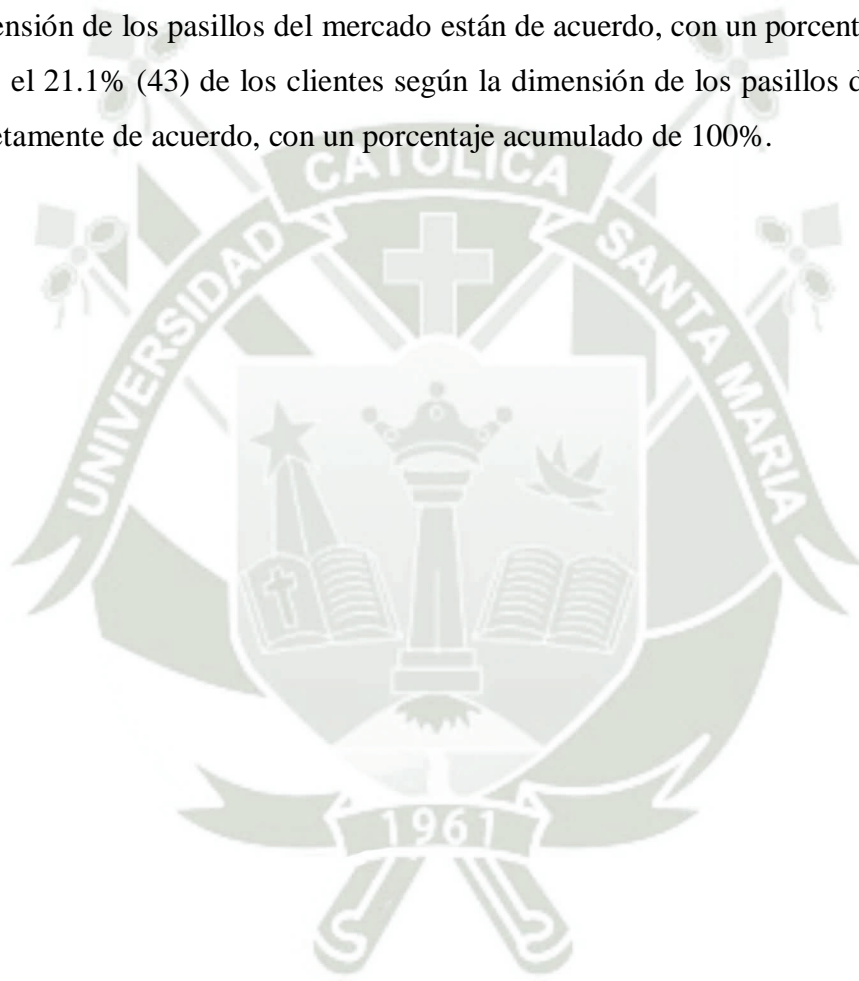 ensión de los pasillos del mercado están de acuerdo, con un porcent
el 21.1% (43) de los clientes según la dimensión de los pasillos d
etamente de acuerdo, con un porcentaje acumulado de 100%.
UNIVERSIDAD CATOLICA SANTA MARIA
1961